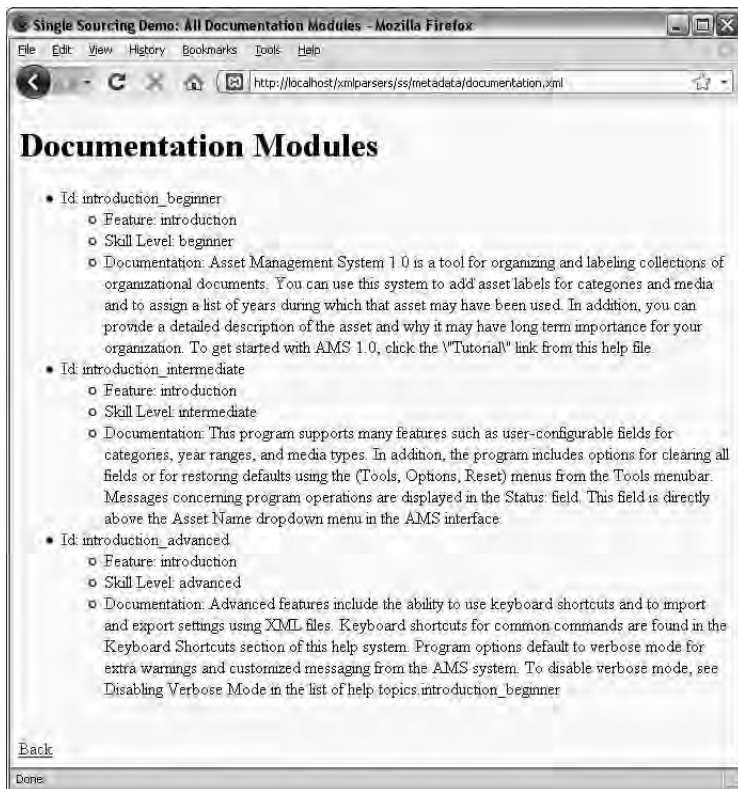 Single Sourcing Demo: All Documentation Modules - Mozilla Firefox
File Edit View History Bookmarks Tools Help
http://localhost/xmlparsers/ss/metadata/documentation.xml
Documentation Modules
Id: introduction_beginner
Feature: introduction
Skill Level: beginner
Documentation: Asset Management System 1.0 is a tool for organizing and labeling collections of
organizational documents. You can use this system to add asset labels for categories and media
and to assign a list of years during which that asset may have been used. In addition, you can
provide a detailed description of the asset and why it may have long term importance for your
organization. To get started with AMS 1.0, click the \"Tutorial\" link from this help file.
Id: introduction_intermediate
Feature: introduction
Skill Level: intermediate
Documentation: This program supports many features such as user-configurable fields for
categories, year ranges, and media types. In addition, the program includes options for clearing all
fields or for restoring defaults using the (Tools, Options, Reset) menus from the Tools menubar.
Messages concerning program operations are displayed in the Status: field. This field is directly
above the Asset Name dropdown menu in the AMS interface.
Id: introduction_advanced
Feature: introduction
Skill Level: advanced
Documentation: Advanced features include the ability to use keyboard shortcuts and to import
and export settings using XML files. Keyboard shortcuts for common commands are found in the
Keyboard Shortcuts section of this help system. Program options default to verbose mode for
extra warnings and customized messaging from the AMS system. To disable verbose mode, see
Disabling Verbose Mode in the list of help topics.introduction_beginner
Back
Done